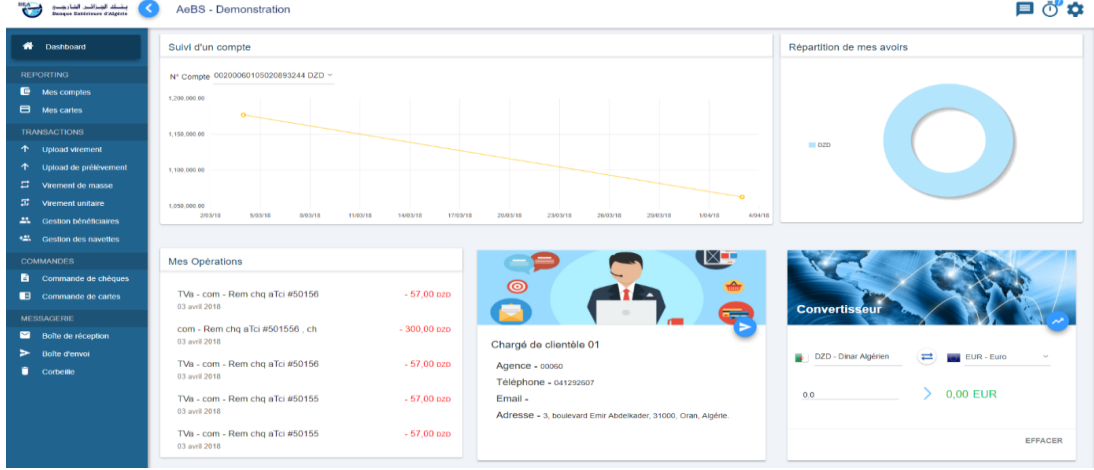 BEA
بنك الجزائر الخارجي
Banque Extérieure d'Algérie
AeBS - Demonstration
Dashboard
REPORTING
Mes comptes
Mes cartes
TRANSACTIONS
Upload virement
Upload de prélèvement
Virement de masse
Virement unitaire
Gestion bénéficiaires
Gestion des navettes
COMMANDES
Commande de chèques
Commande de cartes
MESSAGERIE
Boîte de réception
Boîte d'envoi
Corbeille
Suivi d'un compte
N° Compte 00200060105020893244 DZD
1,200,000.00
1,150,000.00
1,100,000.00
1,050,000.00
2/03/18 5/03/18 8/03/18 11/03/18 14/03/18 17/03/18 20/03/18 23/03/18 26/03/18 29/03/18 1/04/18 4/04/18
Répartition de mes avoirs
DZD
Mes Opérations
TVa - com - Rem chq aTci #50156 - 57,00 DZD
03 avril 2018
com - Rem chq aTci #501556 , ch - 300,00 DZD
03 avril 2018
TVa - com - Rem chq aTci #50156 - 57,00 DZD
03 avril 2018
TVa - com - Rem chq aTci #50155 - 57,00 DZD
03 avril 2018
TVa - com - Rem chq aTci #50155 - 57,00 DZD
03 avril 2018
Chargé de clientèle 01
Agence - 00060
Téléphone - 041292607
Email -
Adresse - 3, boulevard Emir Abdelkader, 31000, Oran, Algérie.
Convertisseur
DZD - Dinar Algérien
EUR - Euro
0.0
0,00 EUR
EFFACER